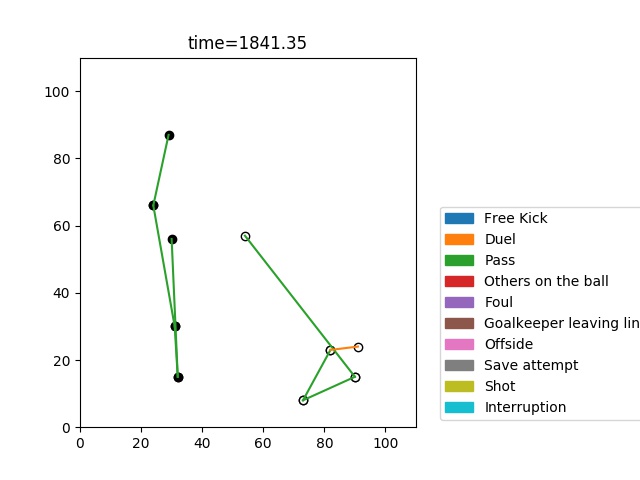 time=1841.35
100
80
60
40
20
0
0 20 40 60 80 100
Free Kick
Duel
Pass
Others on the ball
Foul
Goalkeeper leaving lin
Offside
Save attempt
Shot
Interruption